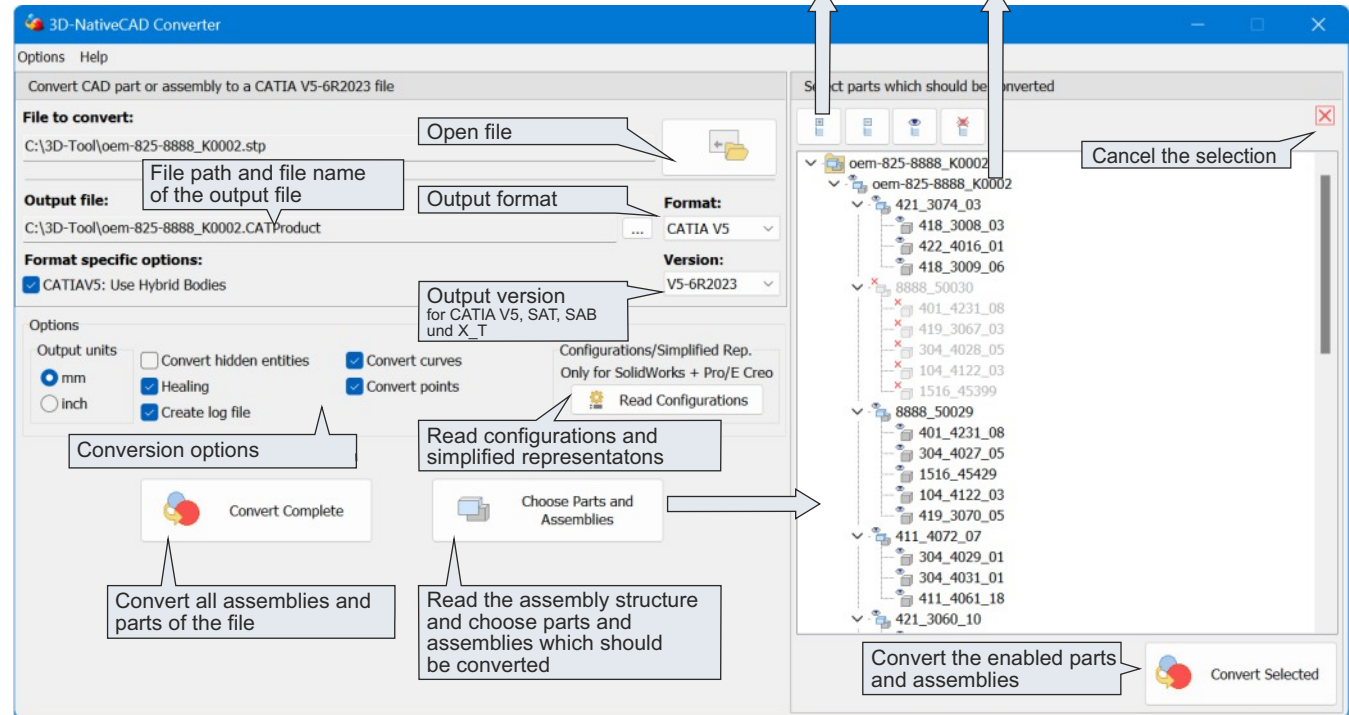 3D-NativeCAD Converter
Options Help
Convert CAD part or assembly to a CATIA V5-6R2023 file
File to convert:
C:\3D-Tool\oem-825-8888_K0002.stp
Open file
File path and file name
of the output file
Output file:
C:\3D-Tool\oem-825-8888_K0002.CATProduct
...
Output format
Format:
CATIA V5
Format specific options:
CATIAV5: Use Hybrid Bodies
Version:
V5-6R2023
Output version
for CATIA V5, SAT, SAB
und X_T
Options
Output units
mm
inch
Convert hidden entities
Healing
Create log file
Convert curves
Convert points
Configurations/Simplified Rep.
Only for SolidWorks + Pro/E Creo
Read Configurations
Conversion options
Read configurations and
simplified representatons
Convert Complete
Choose Parts and
Assemblies
Convert all assemblies and
parts of the file
Read the assembly structure
and choose parts and
assemblies which should
be converted
parts which should be
Cancel the selection
oem-825-8888_K0002
oem-825-8888_K0002
421_3074_03
418_3008_03
422_4016_01
418_3009_06
8888_50030
401_4231_08
419_3067_03
304_4028_05
104_4122_03
1516_45399
8888_50029
401_4231_08
304_4027_05
1516_45429
104_4122_03
419_3070_05
411_4072_07
304_4029_01
304_4031_01
411_4061_18
421_3060_10
Convert the enabled parts
and assemblies
Convert Selected